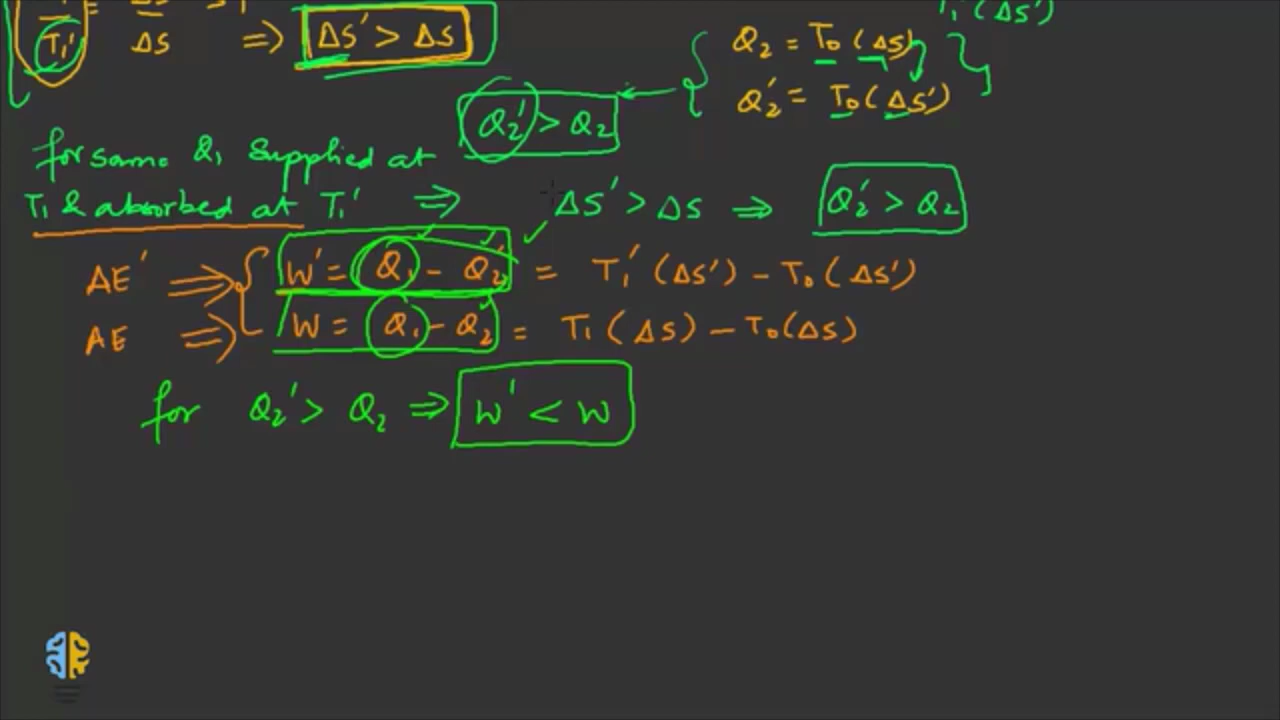 T₁' ΔS ⇒ ΔS' > ΔS
T₁'(ΔS')
Q₂ = T₀ (ΔS)
Q₂' = T₀(ΔS')
Q₂' > Q₂
for same Q₁ supplied at
T₁ & absorbed at T₁' ⇒ ΔS' > ΔS ⇒ Q₂' > Q₂
AE' ⇒ W' = Q₁ - Q₂' = T₁' (ΔS') - T₀ (ΔS')
AE ⇒ W = Q₁ - Q₂ = T₁ (ΔS) - T₀(ΔS)
for Q₂' > Q₂ ⇒ W' < W